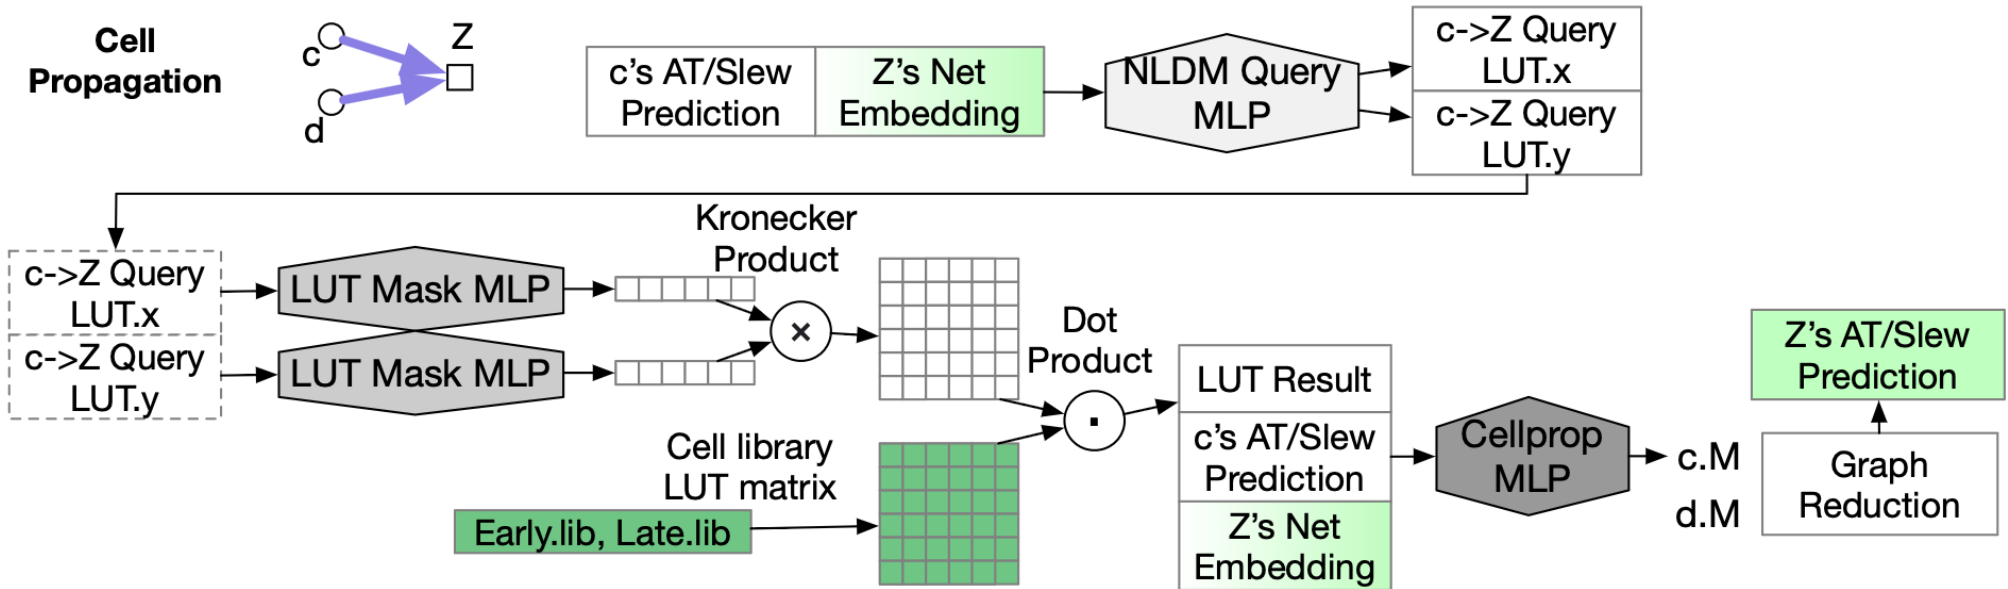 Cell
Propagation
c
d
Z
c's AT/Slew
Prediction
Z's Net
Embedding
NLDM Query
MLP
c->Z Query
LUT.x
c->Z Query
LUT.y
c->Z Query
LUT.x
c->Z Query
LUT.y
LUT Mask MLP
LUT Mask MLP
Kronecker
Product
×
Cell library
LUT matrix
Early.lib, Late.lib
Dot
Product
·
LUT Result
c's AT/Slew
Prediction
Z's Net
Embedding
Cellprop
MLP
c.M
d.M
Z's AT/Slew
Prediction
Graph
Reduction